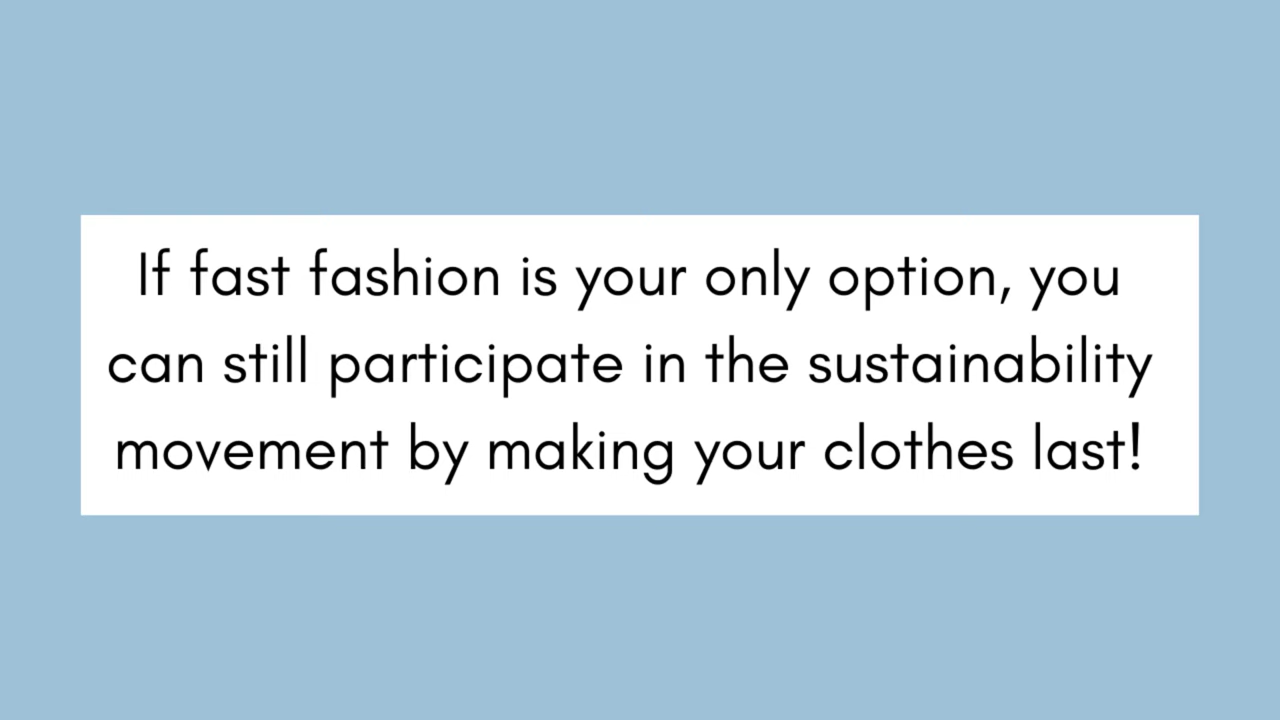 If fast fashion is your only option, you
can still participate in the sustainability
movement by making your clothes last!